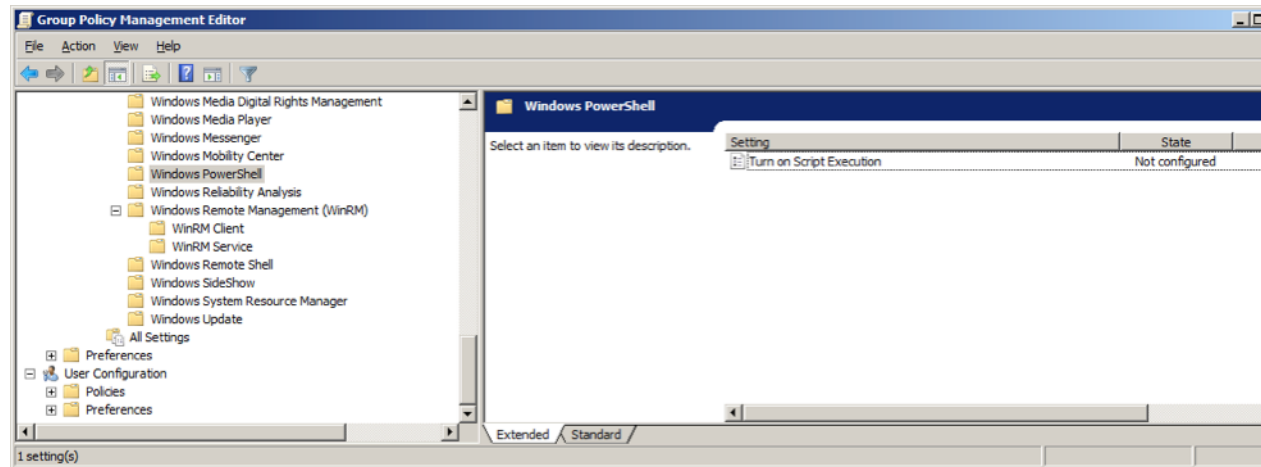 Group Policy Management Editor
File Action View Help
Windows Media Digital Rights Management
Windows Media Player
Windows Messenger
Windows Mobility Center
Windows PowerShell
Windows Reliability Analysis
Windows Remote Management (WinRM)
WinRM Client
WinRM Service
Windows Remote Shell
Windows SideShow
Windows System Resource Manager
Windows Update
All Settings
Preferences
User Configuration
Policies
Preferences
Windows PowerShell
Select an item to view its description.
Setting State
Turn on Script Execution Not configured
Extended Standard
1 setting(s)